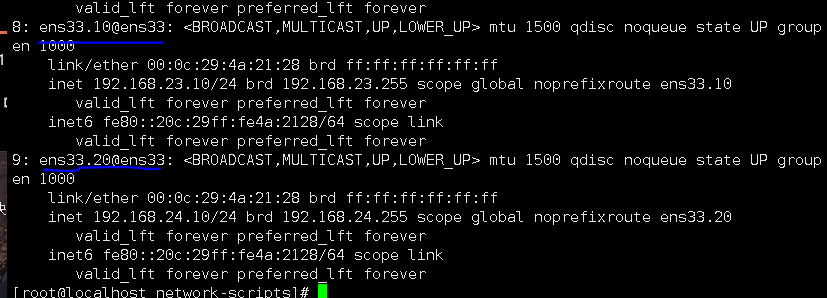 valid_lft forever preferred_lft forever
8: ens33.10@ens33: <BROADCAST,MULTICAST,UP,LOWER_UP> mtu 1500 qdisc noqueue state UP group
en 1000
link/ether 00:0c:29:4a:21:28 brd ff:ff:ff:ff:ff:ff
inet 192.168.23.10/24 brd 192.168.23.255 scope global noprefixroute ens33.10
valid_lft forever preferred_lft forever
inet6 fe80::20c:29ff:fe4a:2128/64 scope link
valid_lft forever preferred_lft forever
9: ens33.20@ens33: <BROADCAST,MULTICAST,UP,LOWER_UP> mtu 1500 qdisc noqueue state UP group
en 1000
link/ether 00:0c:29:4a:21:28 brd ff:ff:ff:ff:ff:ff
inet 192.168.24.10/24 brd 192.168.24.255 scope global noprefixroute ens33.20
valid_lft forever preferred_lft forever
inet6 fe80::20c:29ff:fe4a:2128/64 scope link
valid_lft forever preferred_lft forever
[root@localhost network-scripts]#